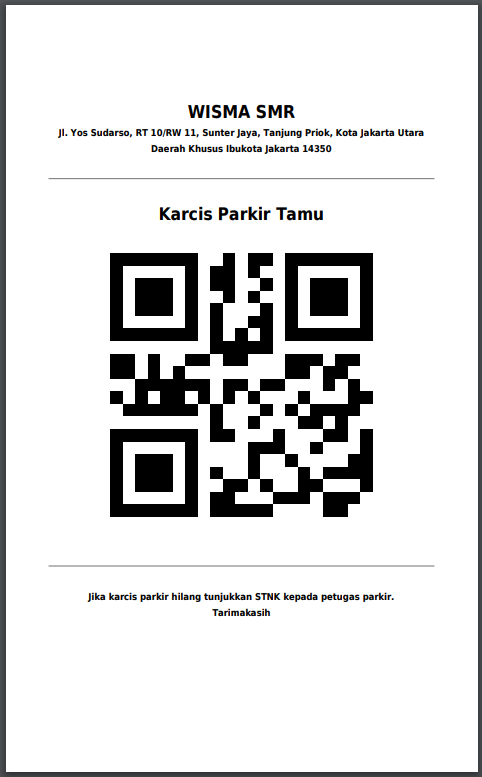 WISMA SMR
Jl. Yos Sudarso, RT 10/RW 11, Sunter Jaya, Tanjung Priok, Kota Jakarta Utara
Daerah Khusus Ibukota Jakarta 14350
Karcis Parkir Tamu
Jika karcis parkir hilang tunjukkan STNK kepada petugas parkir.
Tarimakasih